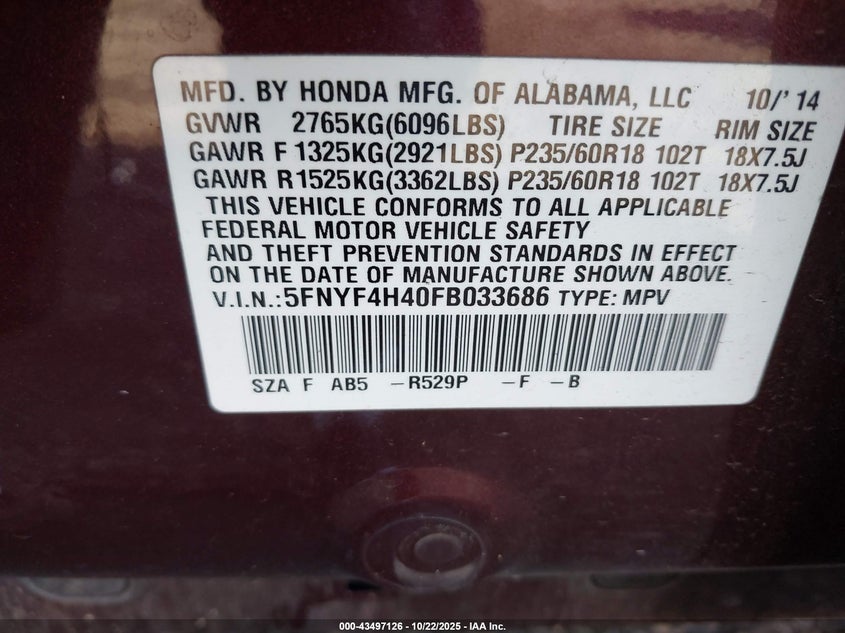 MFD. BY HONDA MFG. OF ALABAMA, LLC 10/'14
GVWR 2765KG(6096LBS) TIRE SIZE RIM SIZE
GAWR F 1325KG(2921LBS) P235/60R18 102T 18X7.5J
GAWR R1525KG(3362LBS) P235/60R18 102T 18X7.5J
THIS VEHICLE CONFORMS TO ALL APPLICABLE
FEDERAL MOTOR VEHICLE SAFETY
AND THEFT PREVENTION STANDARDS IN EFFECT
ON THE DATE OF MANUFACTURE SHOWN ABOVE.
V.I.N.:5FNYF4H40FB033686 TYPE: MPV
SZA F AB5 -R529P -F -B
000-43497126 - 10/22/2025 - IAA Inc.